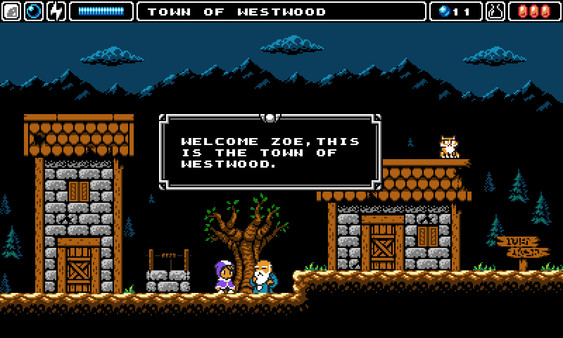 TOWN OF WESTWOOD
11
WELCOME ZOE, THIS
IS THE TOWN OF
WESTWOOD.